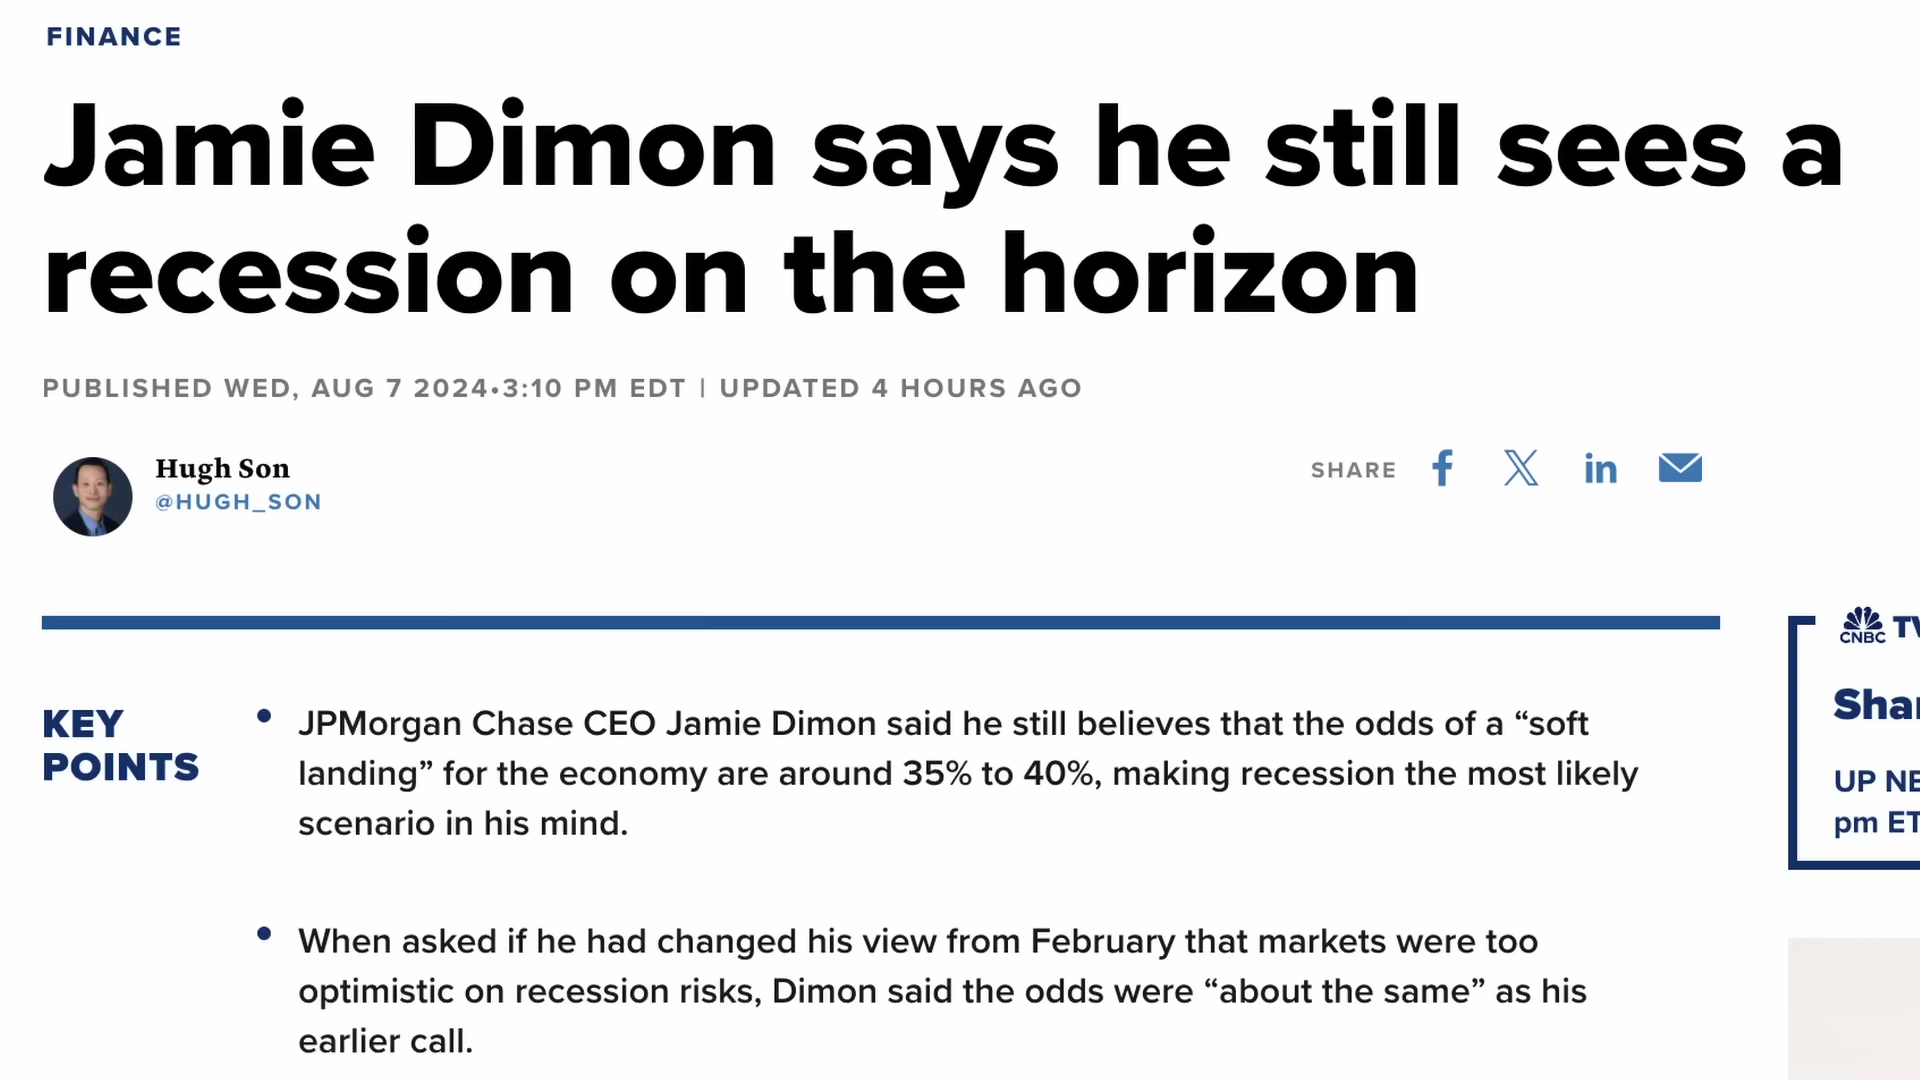 FINANCE
Jamie Dimon says he still sees a
recession on the horizon
PUBLISHED WED, AUG 7 2024•3:10 PM EDT | UPDATED 4 HOURS AGO
Hugh Son
@HUGH_SON
SHARE
CNBC
KEY
POINTS
• JPMorgan Chase CEO Jamie Dimon said he still believes that the odds of a “soft
landing” for the economy are around 35% to 40%, making recession the most likely
scenario in his mind.
• When asked if he had changed his view from February that markets were too
optimistic on recession risks, Dimon said the odds were “about the same” as his
earlier call.
UP
pm